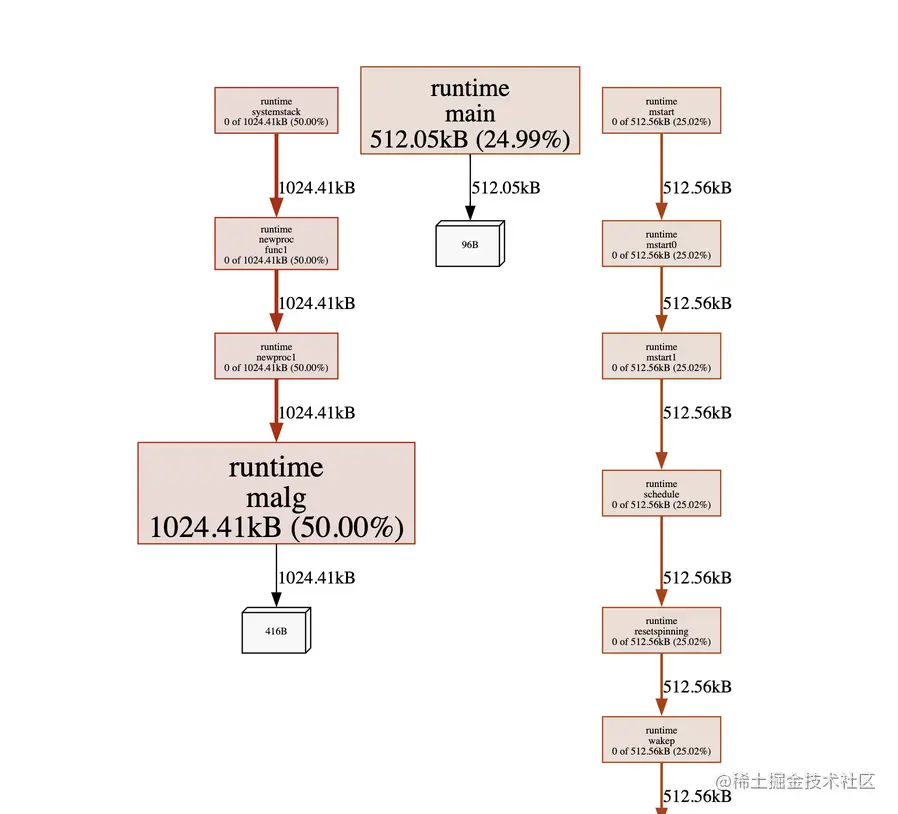 runtime
systemstack
0 of 1024.41kB (50.00%)
1024.41kB
runtime
newproc
func1
0 of 1024.41kB (50.00%)
1024.41kB
runtime
newproc1
0 of 1024.41kB (50.00%)
1024.41kB
runtime
malg
1024.41kB (50.00%)
1024.41kB
416B
runtime
main
512.05kB (24.99%)
512.05kB
96B
runtime
mstart
0 of 512.56kB (25.02%)
512.56kB
runtime
mstart0
0 of 512.56kB (25.02%)
512.56kB
runtime
mstart1
0 of 512.56kB (25.02%)
512.56kB
runtime
schedule
0 of 512.56kB (25.02%)
512.56kB
runtime
resetspinning
0 of 512.56kB (25.02%)
512.56kB
runtime
wakep
0 of 512.56kB (25.02%)
512.56kB
@稀土掘金技术社区